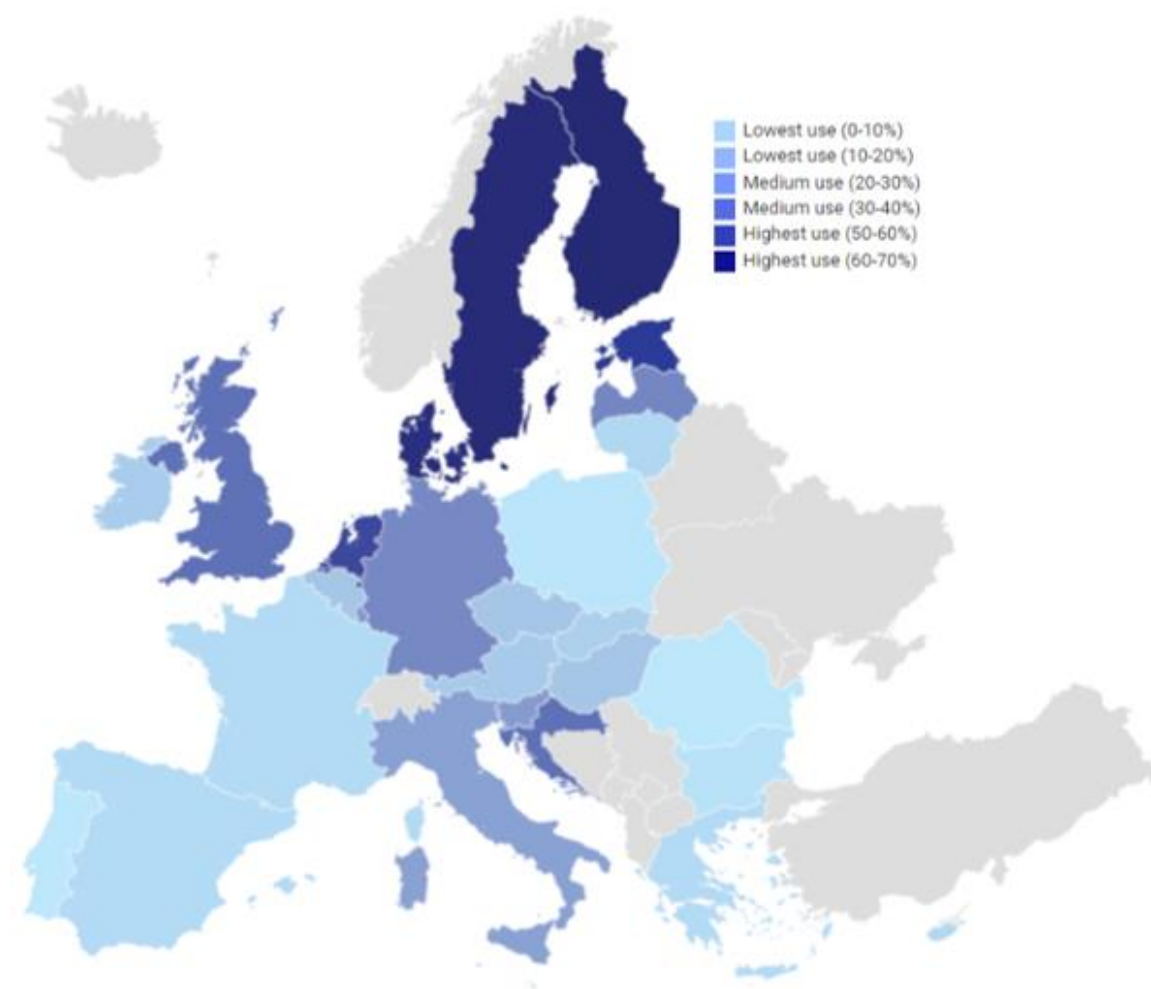 Lowest use (0-10%)
Lowest use (10-20%)
Medium use (20-30%)
Medium use (30-40%)
Highest use (50-60%)
Highest use (60-70%)